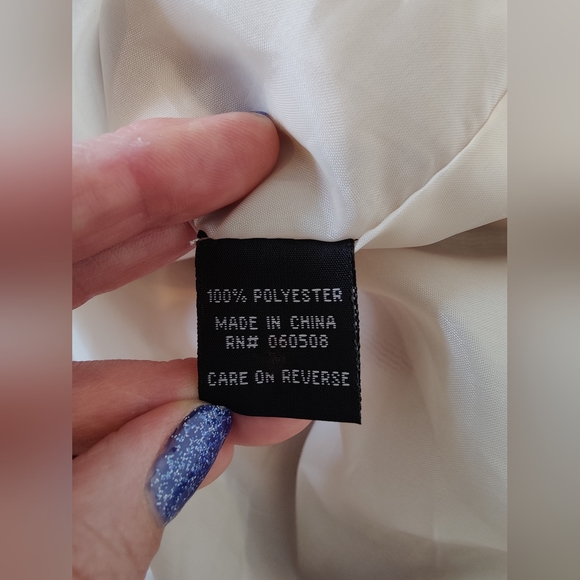 100% POLYESTER
MADE IN CHINA
RN# 060508
CARE ON REVERSE